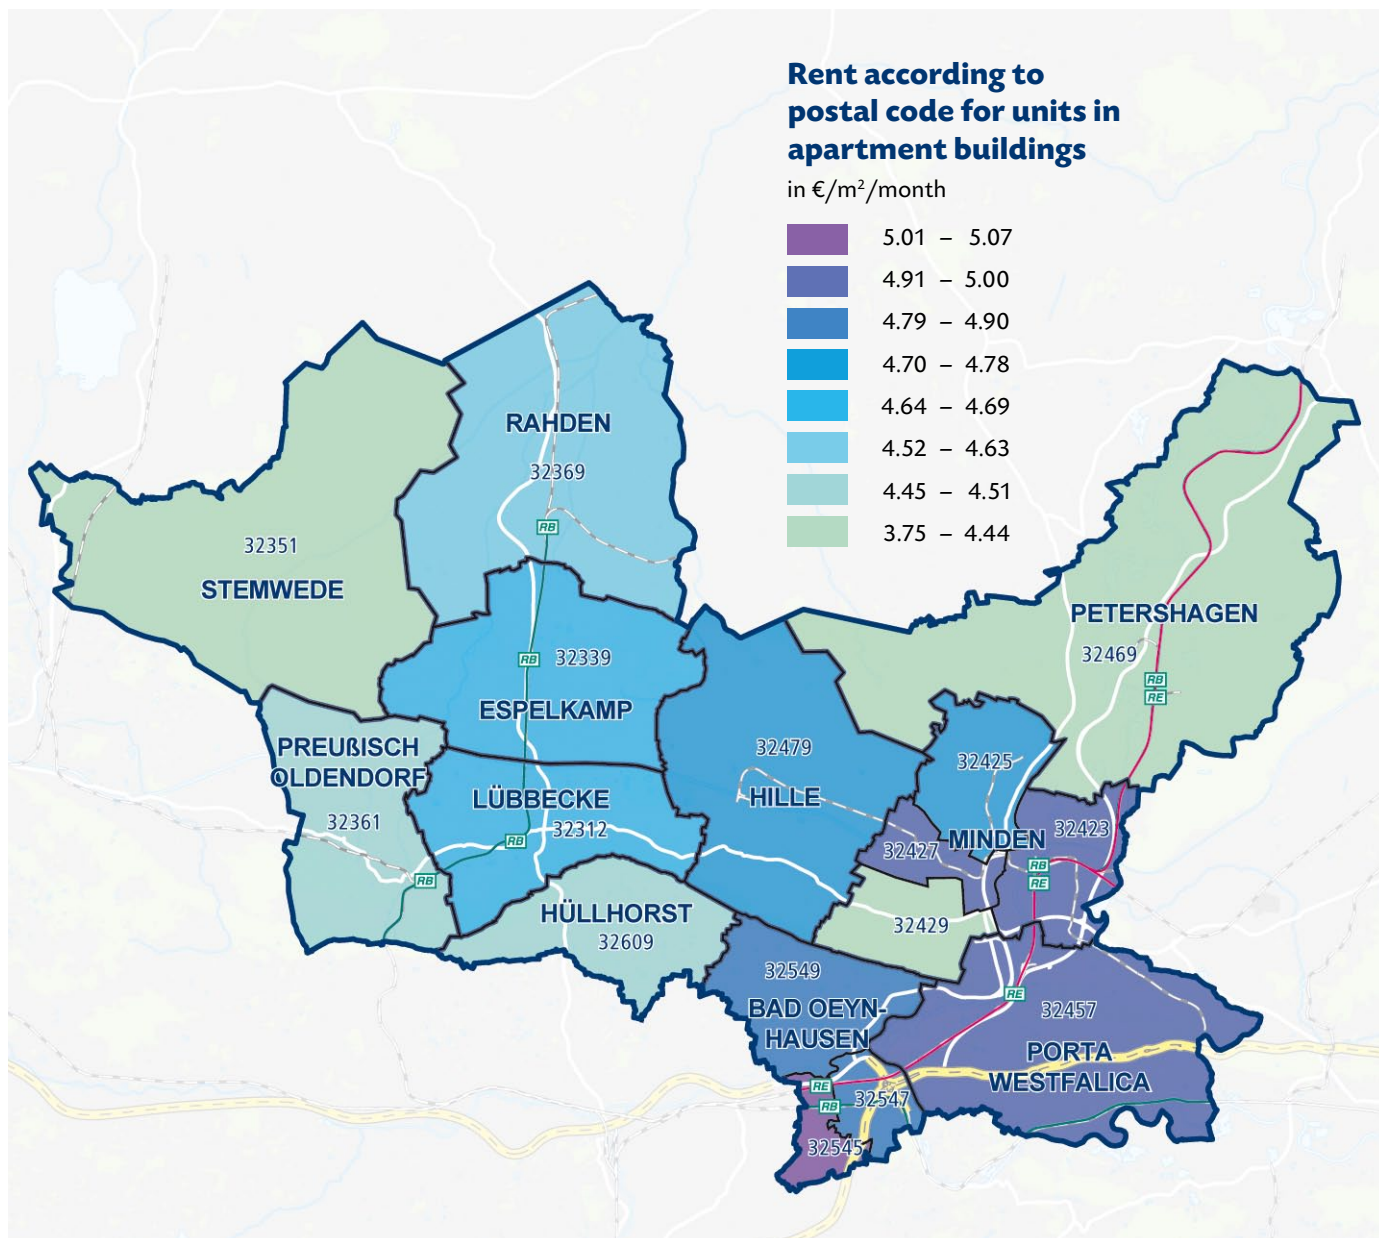 Rent according to
postal code for units in
apartment buildings
in €/m²/month
5.01 – 5.07
4.91 – 5.00
4.79 – 4.90
4.70 – 4.78
4.64 – 4.69
4.52 – 4.63
4.45 – 4.51
3.75 – 4.44
RAHDEN
32369
RB
32351
STEMWEDE
PETERSHAGEN
32469
RB
RE
RB
32339
ESPELKAMP
PREUßISCH
OLDENDORF
32361
RB
LÜBBECKE
32312
RB
32479
HILLE
32425
MINDEN
32423
32427
RB
RE
32429
HÜLLHORST
32609
32549
BAD OEYN-
HAUSEN
RE
32457
PORTA
WESTFALICA
RE
RB
32547
32545